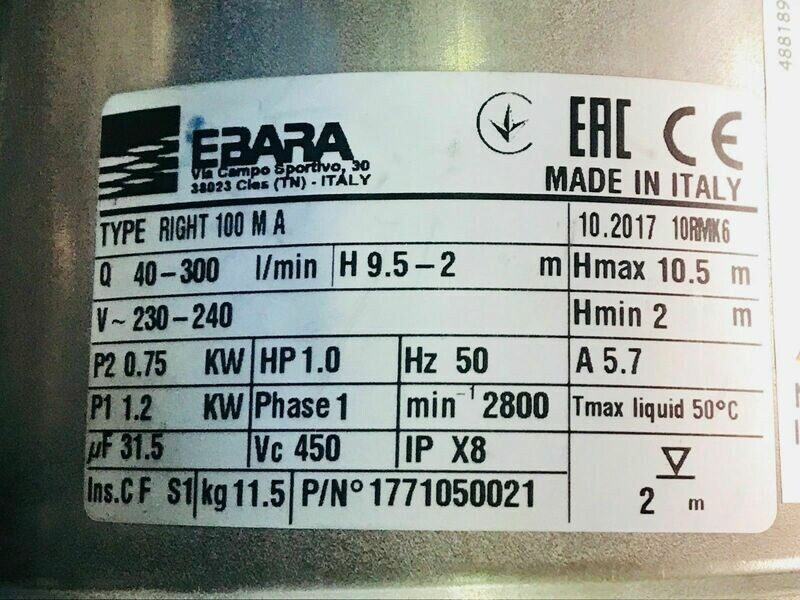 EBARA
Via Campo Sportivo, 30
38023 Cles (TN) - ITALY
EAC CE
MADE IN ITALY
TYPE RIGHT 100 M A 10.2017 10RMK6
Q 40-300 l/min H 9.5-2 m Hmax 10.5 m
V~230-240 Hmin 2 m
P2 0.75 KW HP 1.0 Hz 50 A 5.7
P1 1.2 KW Phase 1 min⁻¹ 2800 Tmax liquid 50°C
µF 31.5 Vc 450 IP X8
Ins.C F S1 kg 11.5 P/N° 1771050021 2 m
488189